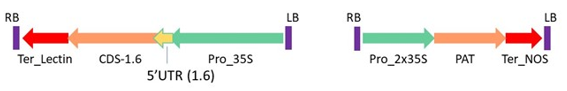 RB LB RB LB
Ter_Lectin CDS-1.6 Pro_35S Pro_2x35S PAT Ter_NOS
5'UTR (1.6)